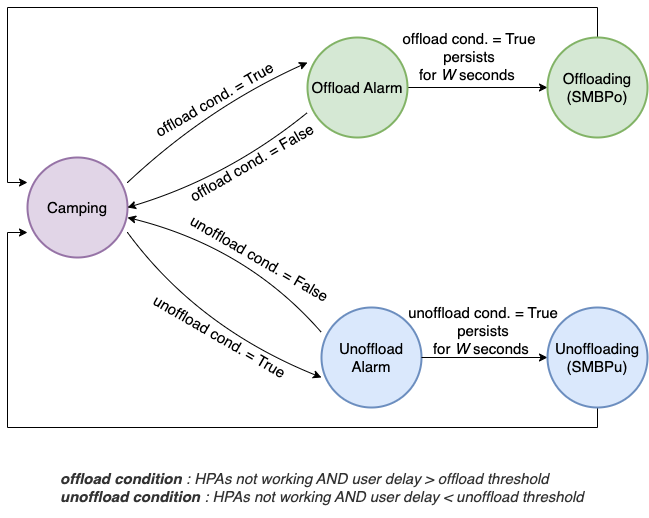 offload cond. = True
persists
for W seconds
offload cond. = True
Offload Alarm
Offloading
(SMBPo)
offload cond. = False
Camping
unoffload cond. = False
unoffload cond. = True
unoffload cond. = True
persists
for W seconds
Unoffload
Alarm
Unoffloading
(SMBPu)
offload condition : HPAs not working AND user delay > offload threshold
unoffload condition : HPAs not working AND user delay < unoffload threshold